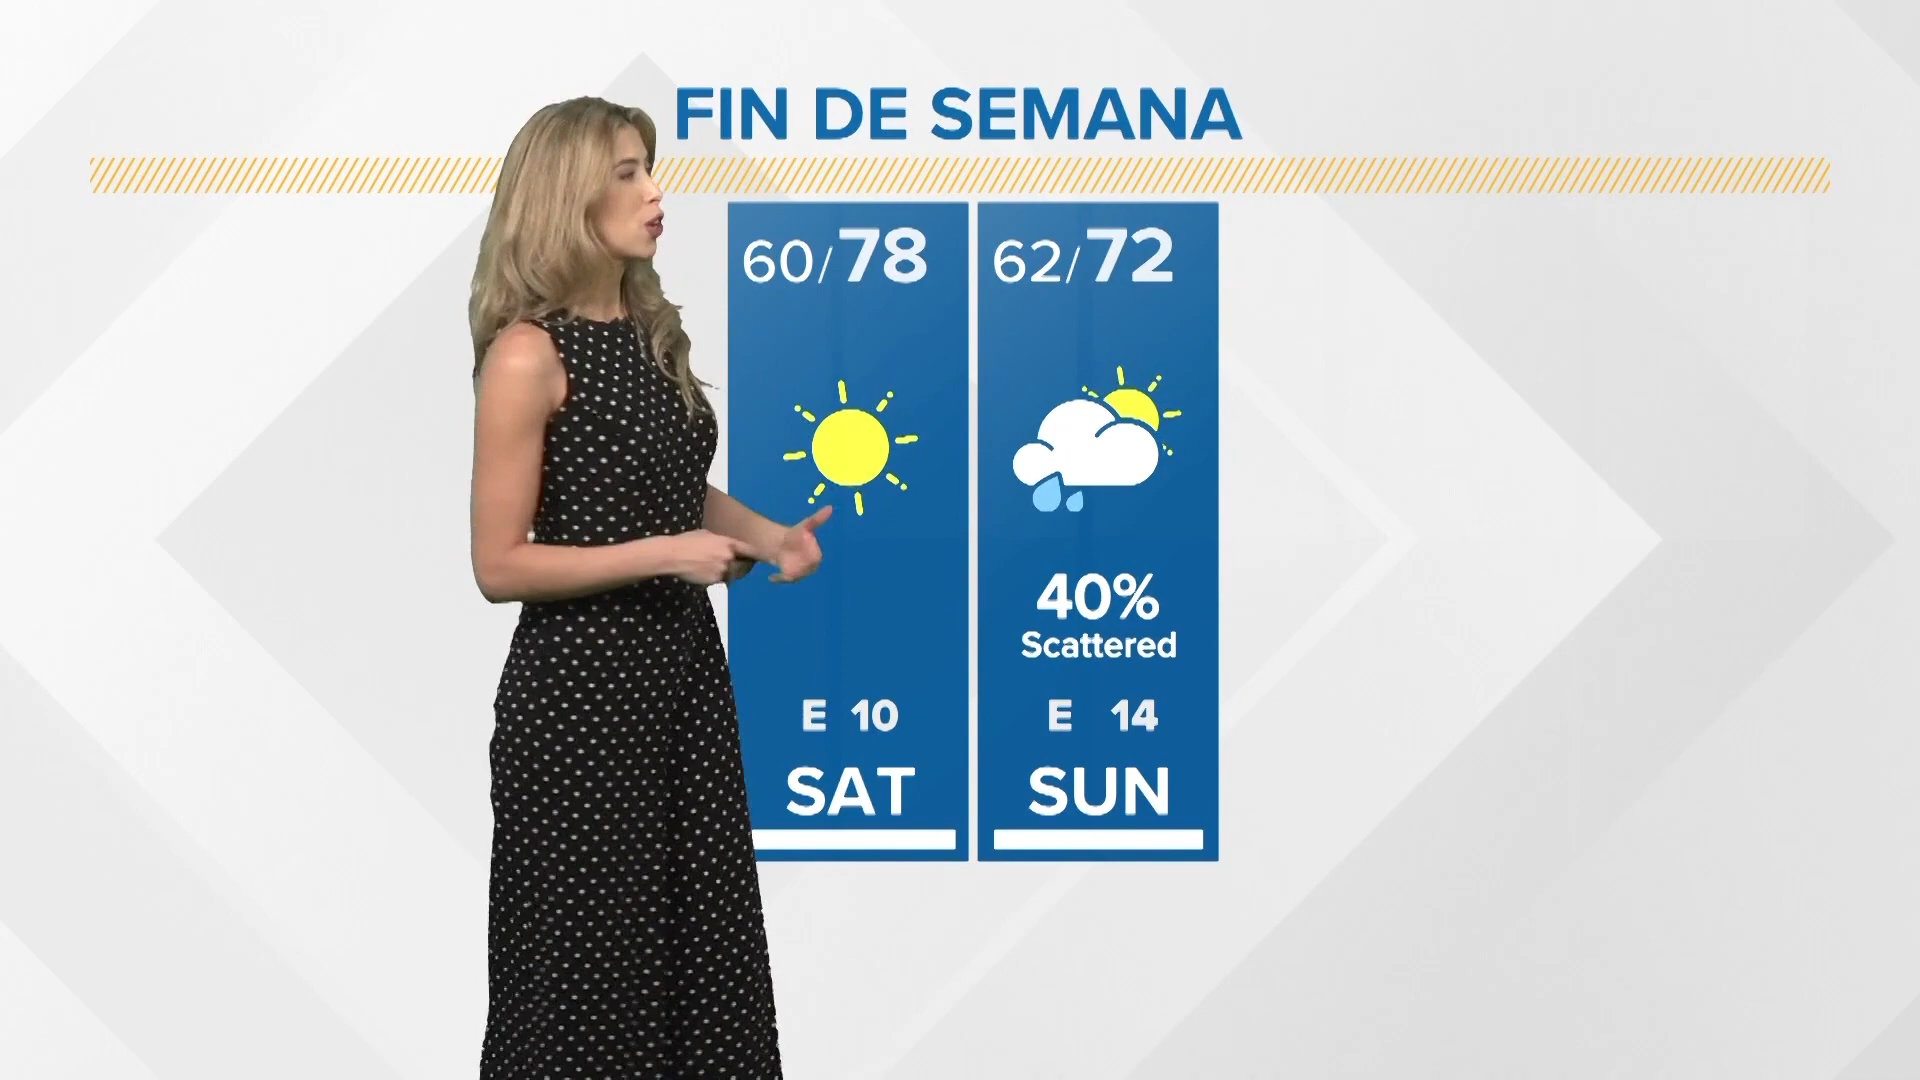 FIN DE SEMANA
60/78
62/72
40%
Scattered
E 10
E 14
SAT
SUN